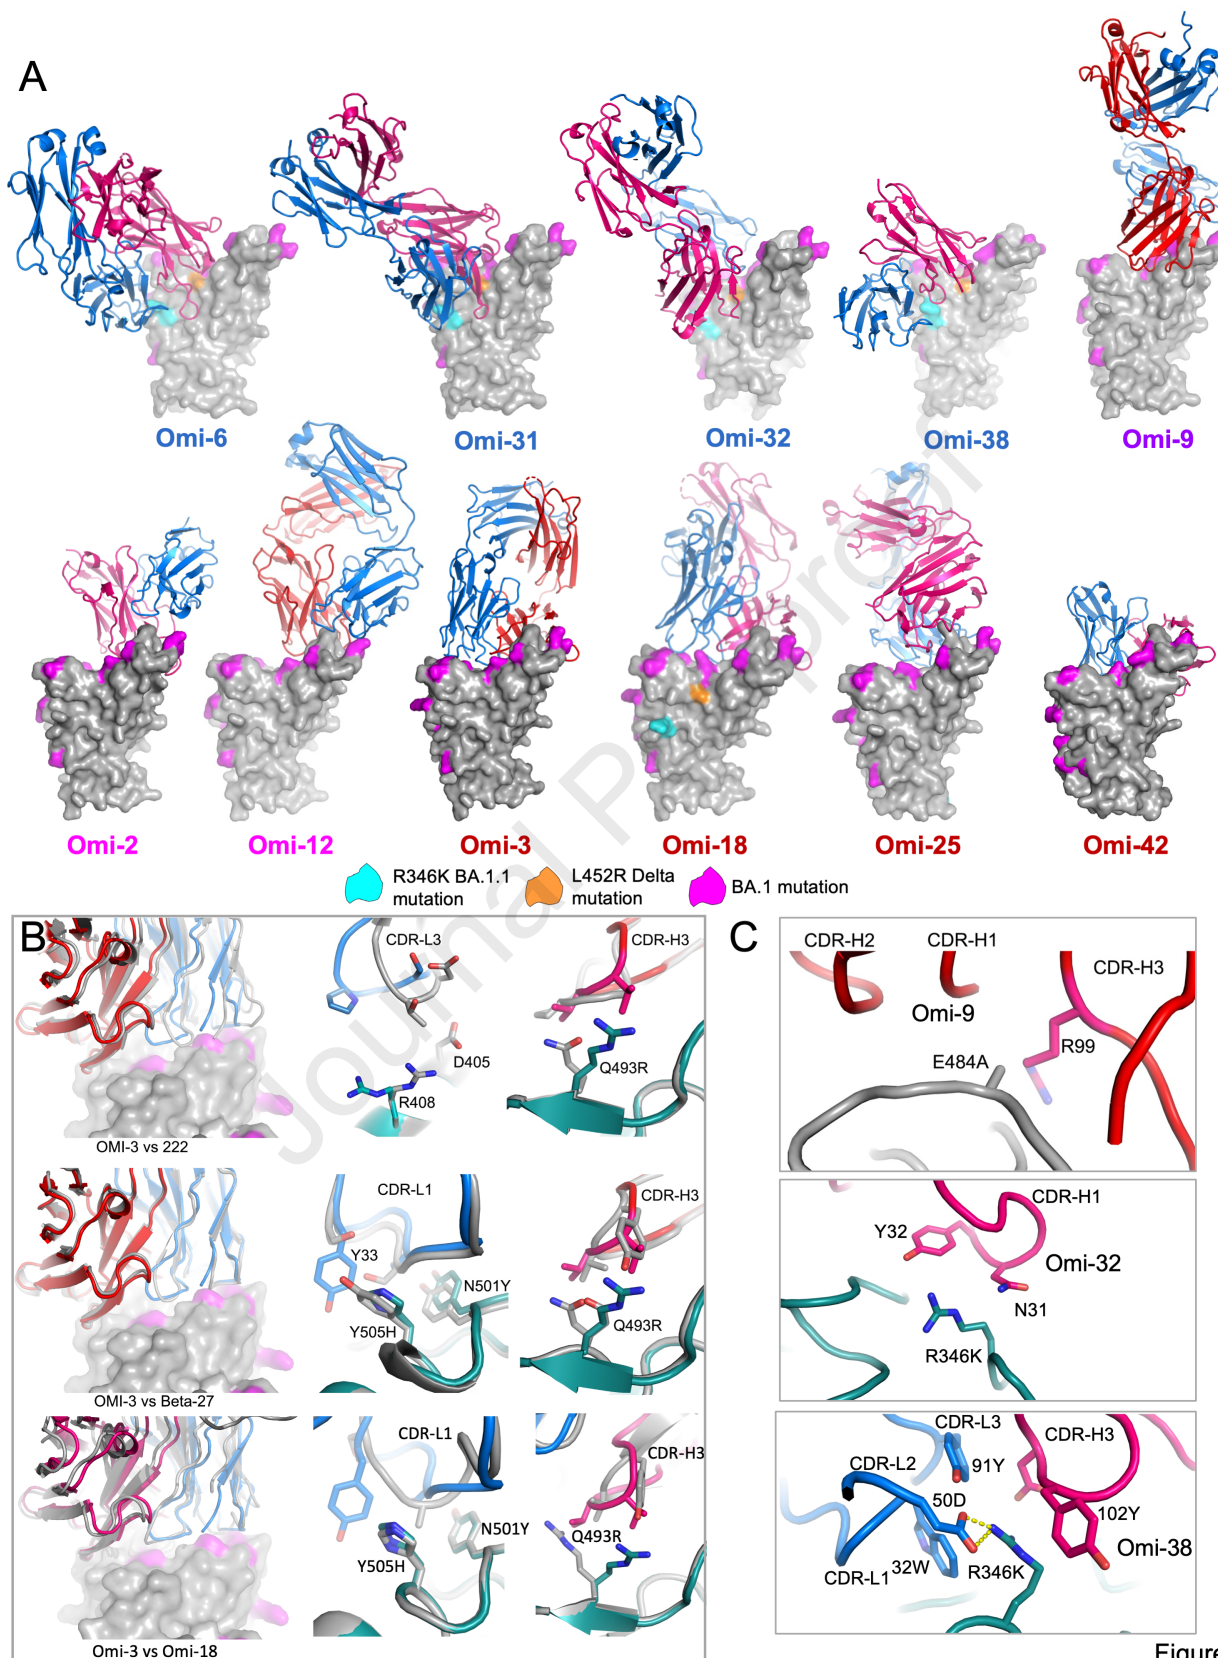 A
Omi-6
Omi-31
Omi-32
Omi-38
Omi-9
Omi-2
Omi-12
Omi-3
Omi-18
Omi-25
Omi-42
R346K BA.1.1
mutation
L452R Delta
mutation
BA.1 mutation
Journal P proof
B
OMI-3 vs 222
CDR-L3
D405
R408
CDR-H3
Q493R
OMI-3 vs Beta-27
CDR-L1
Y33
N501Y
Y505H
CDR-H3
Q493R
Omi-3 vs Omi-18
CDR-L1
N501Y
Y505H
CDR-H3
Q493R
C
CDR-H2
CDR-H1
CDR-H3
Omi-9
R99
E484A
CDR-H1
Y32
Omi-32
N31
R346K
CDR-L3
CDR-H3
CDR-L2
91Y
50D
102Y
Omi-38
CDR-L1
32W
R346K
Figure